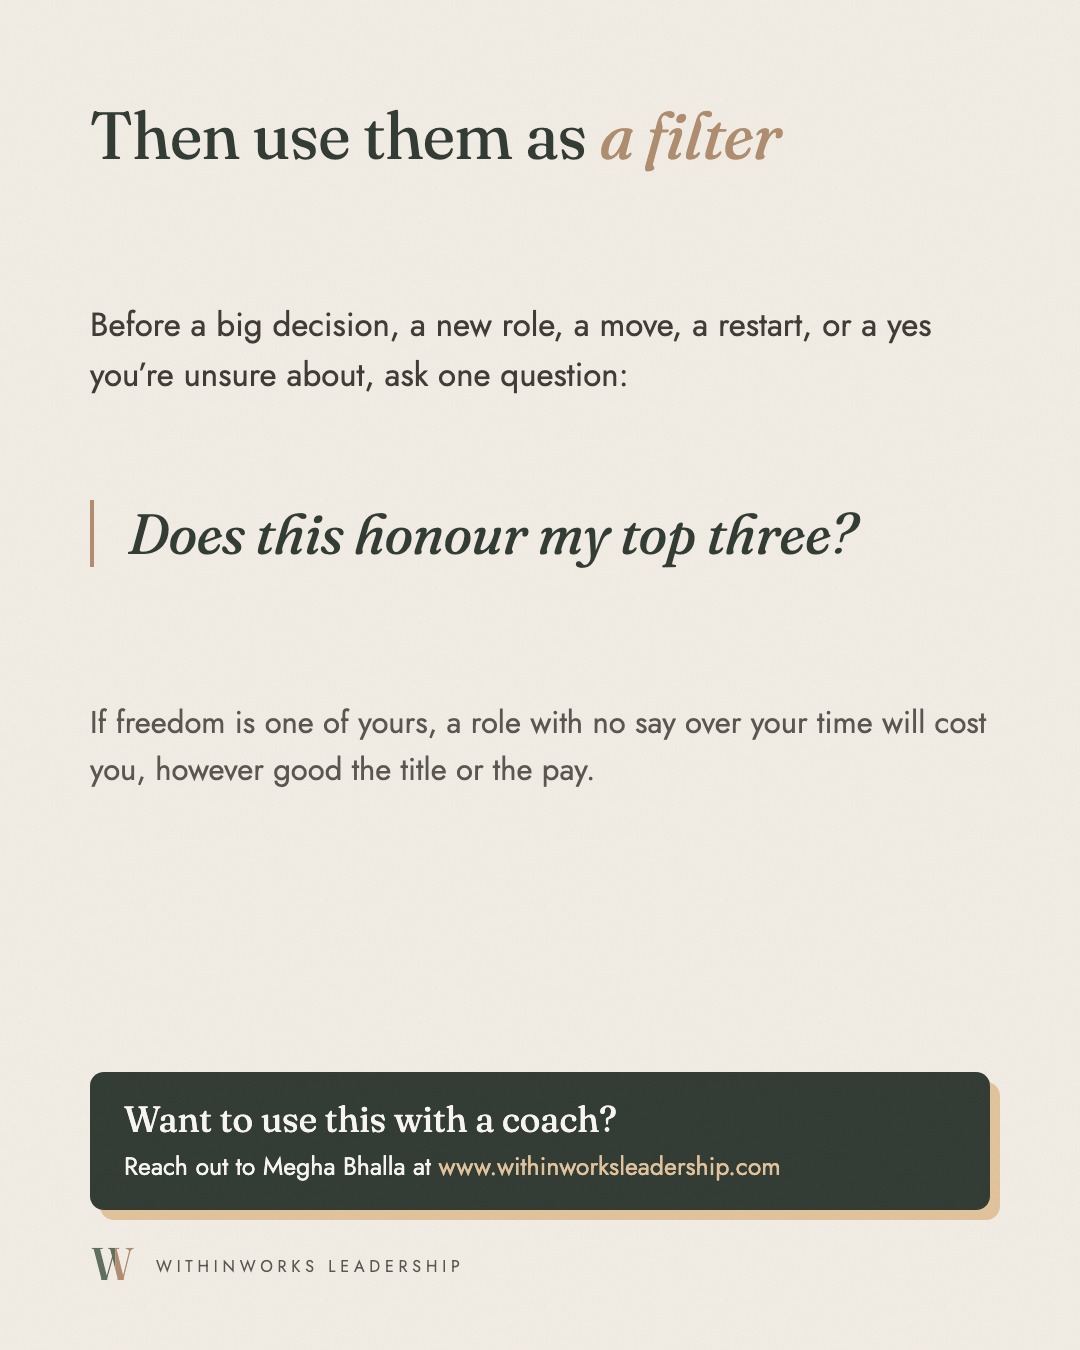 Then use them as a filter
Before a big decision, a new role, a move, a restart, or a yes
you’re unsure about, ask one question:
Does this honour my top three?
If freedom is one of yours, a role with no say over your time will cost
you, however good the title or the pay.
Want to use this with a coach?
Reach out to Megha Bhalla at www.withinworksleadership.com
W WITHINWORKS LEADERSHIP